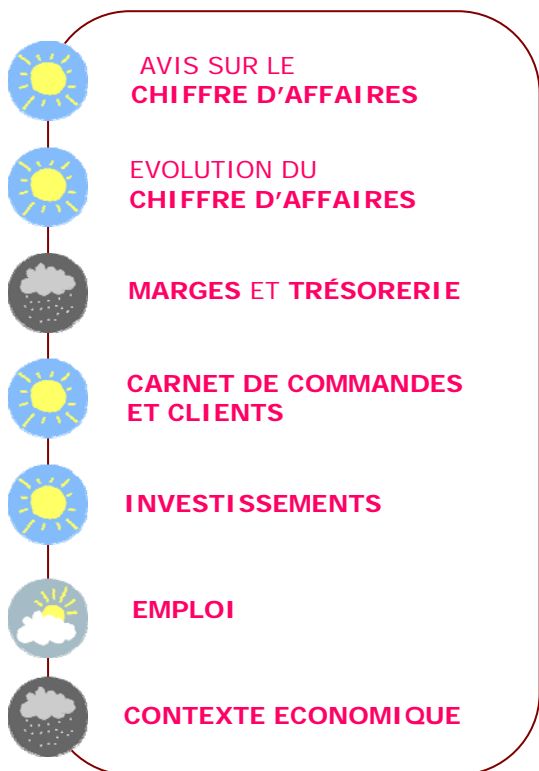 AVIS SUR LE
CHIFFRE D'AFFAIRES
EVOLUTION DU
CHIFFRE D'AFFAIRES
MARGES ET TRÉSORERIE
CARNET DE COMMANDES
ET CLIENTS
INVESTISSEMENTS
EMPLOI
CONTEXTE ECONOMIQUE